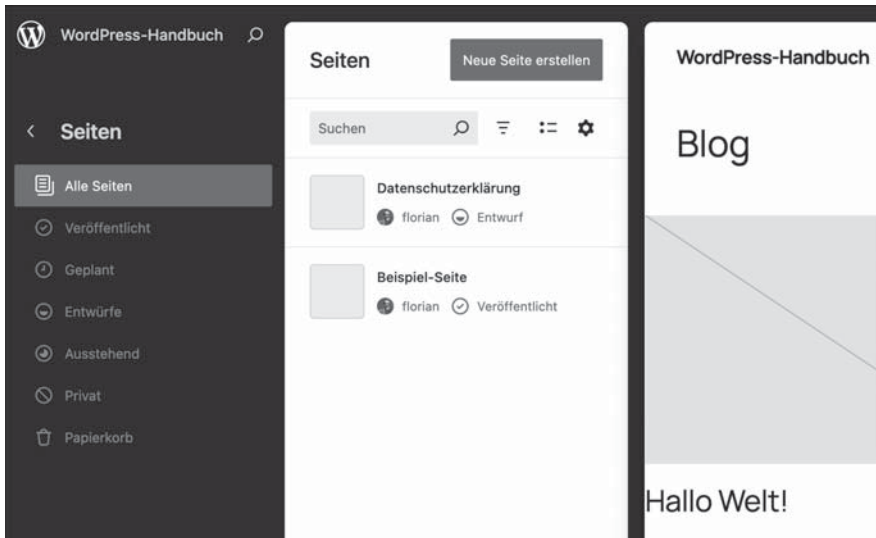 WordPress-Handbuch
Seiten
Alle Seiten
Veröffentlicht
Geplant
Entwürfe
Ausstehend
Privat
Papierkorb
Seiten
Neue Seite erstellen
Suchen
Datenschutzerklärung
florian Entwurf
Beispiel-Seite
florian Veröffentlicht
WordPress-Handbuch
Blog
Hallo Welt!